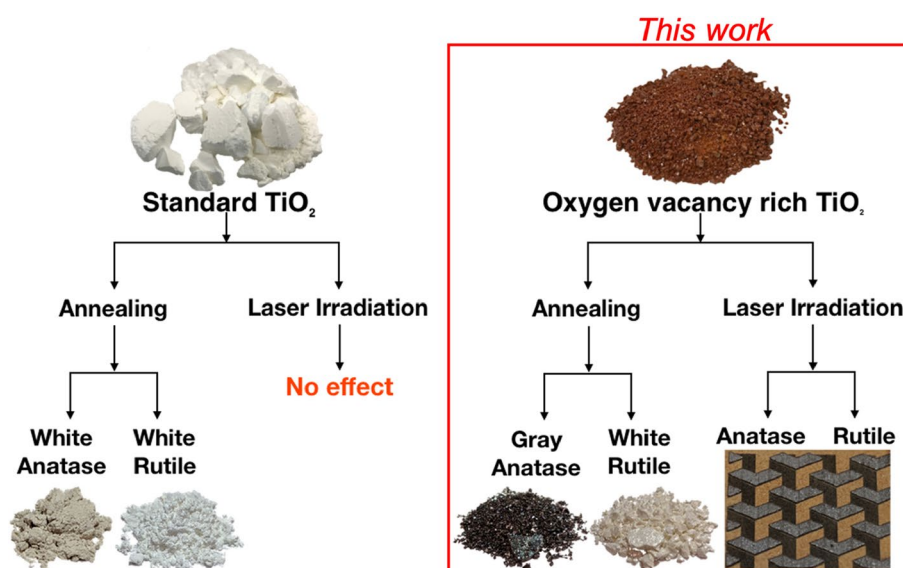 This work
Standard TiO₂
Oxygen vacancy rich TiO₂
Annealing
Laser Irradiation
Annealing
Laser Irradiation
No effect
White
Anatase
White
Rutile
Gray
Anatase
White
Rutile
Anatase
Rutile